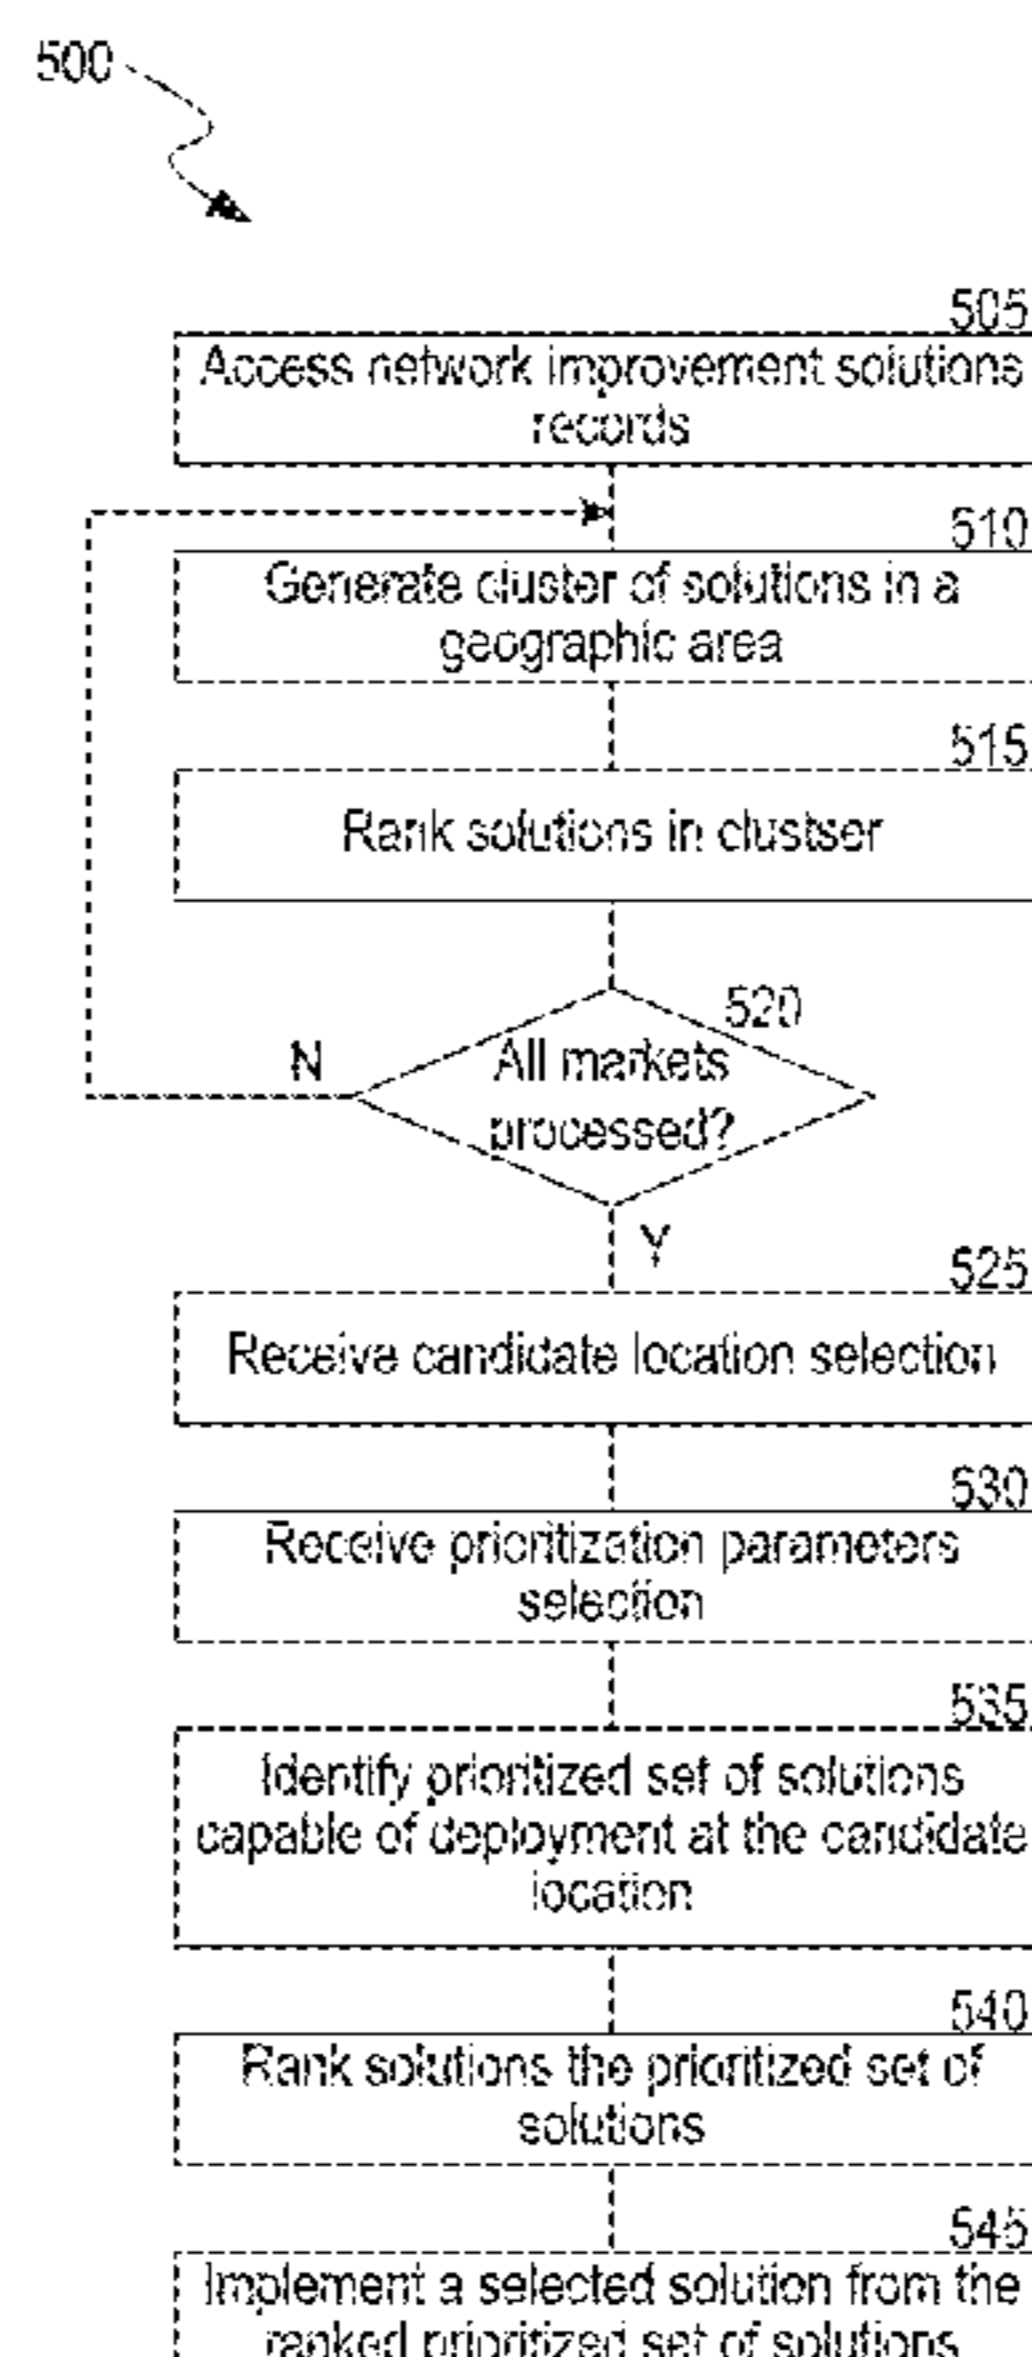 500
505
Access network improvement solutions
records
510
Generate cluster of solutions in a
geographic area
515
Rank solutions in clustser
520
All markets
processed?
N
Y
525
Receive candidate location selection
530
Receive prioritization parameters
selection
535
Identify prioritized set of solutions
capable of deployment at the candidate
location
540
Rank solutions the prioritized set of
solutions
545
Implement a selected solution from the
ranked prioritized set of solutions